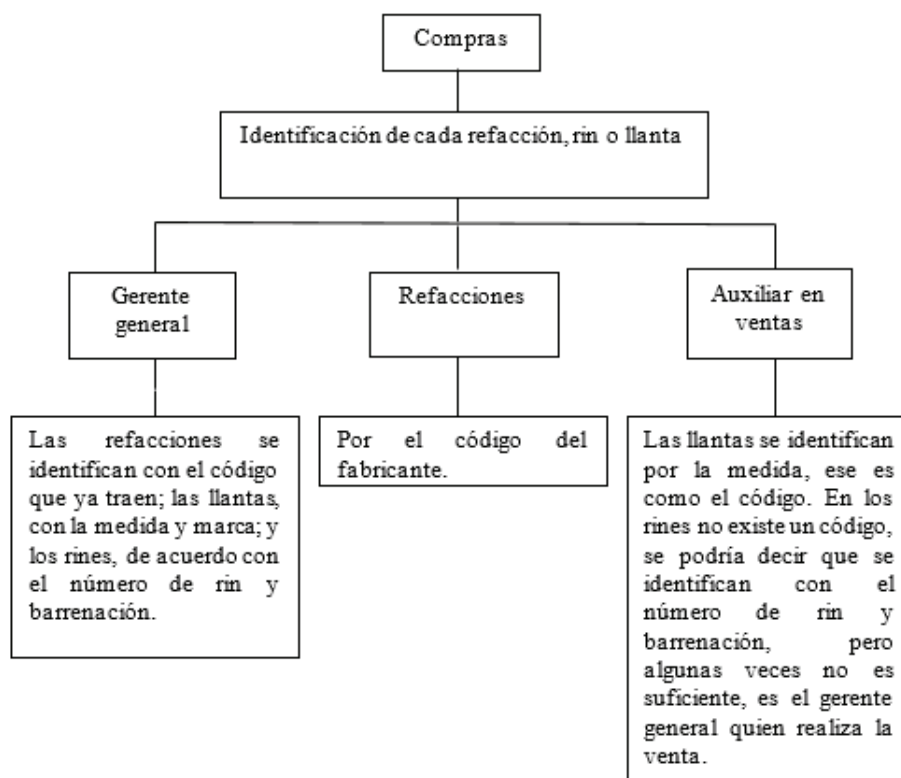 Compras
Identificación de cada refacción, rin o llanta
Gerente
general
Refacciones
Auxiliar en
ventas
Las refacciones se
identifican con el código
que ya traen; las llantas,
con la medida y marca; y
los rines, de acuerdo con
el número de rin y
barrenación.
Por el código del
fabricante.
Las llantas se identifican
por la medida, ese es
como el código. En los
rines no existe un código,
se podría decir que se
identifican con el
número de rin y
barrenación, pero
algunas veces no es
suficiente, es el gerente
general quien realiza la
venta.